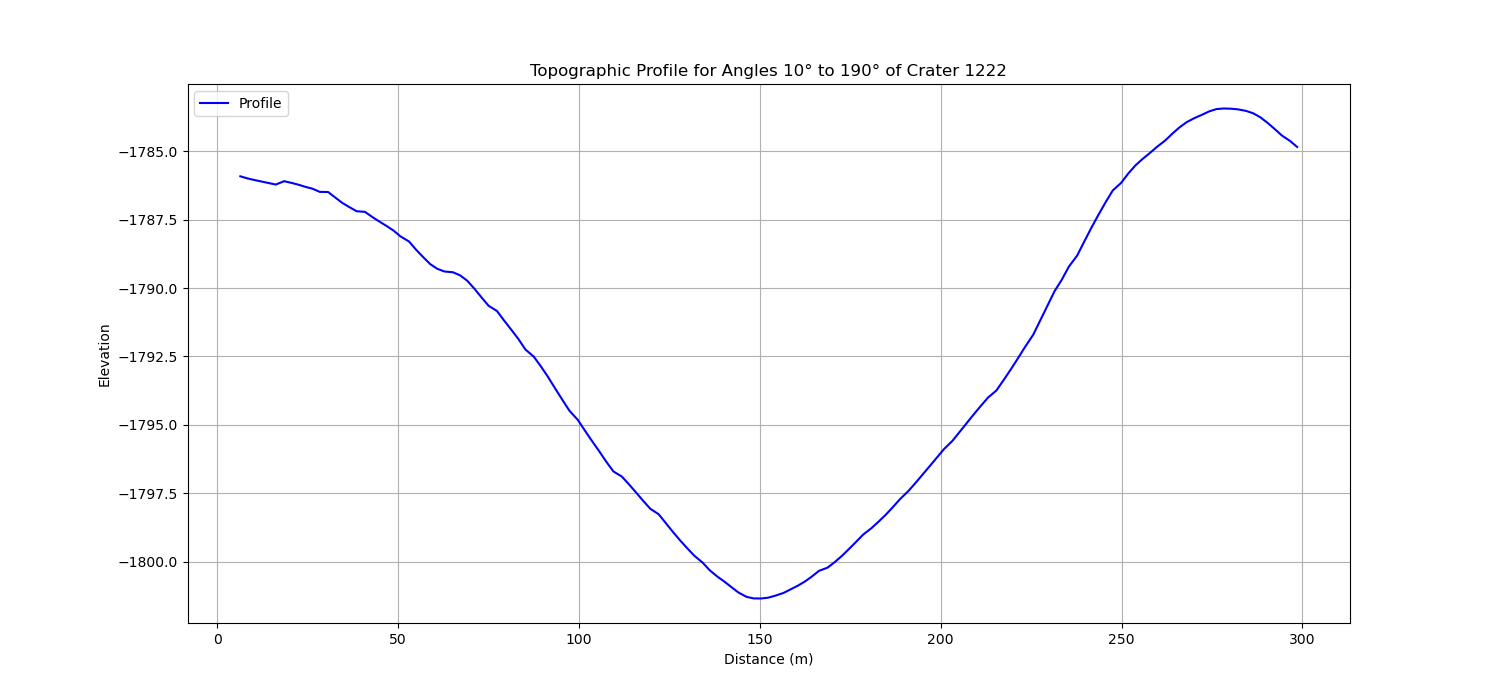 Topographic Profile for Angles 10° to 190° of Crater 1222
Profile
−1785.0
−1787.5
−1790.0
−1792.5
−1795.0
−1797.5
−1800.0
Elevation
0 50 100 150 200 250 300
Distance (m)